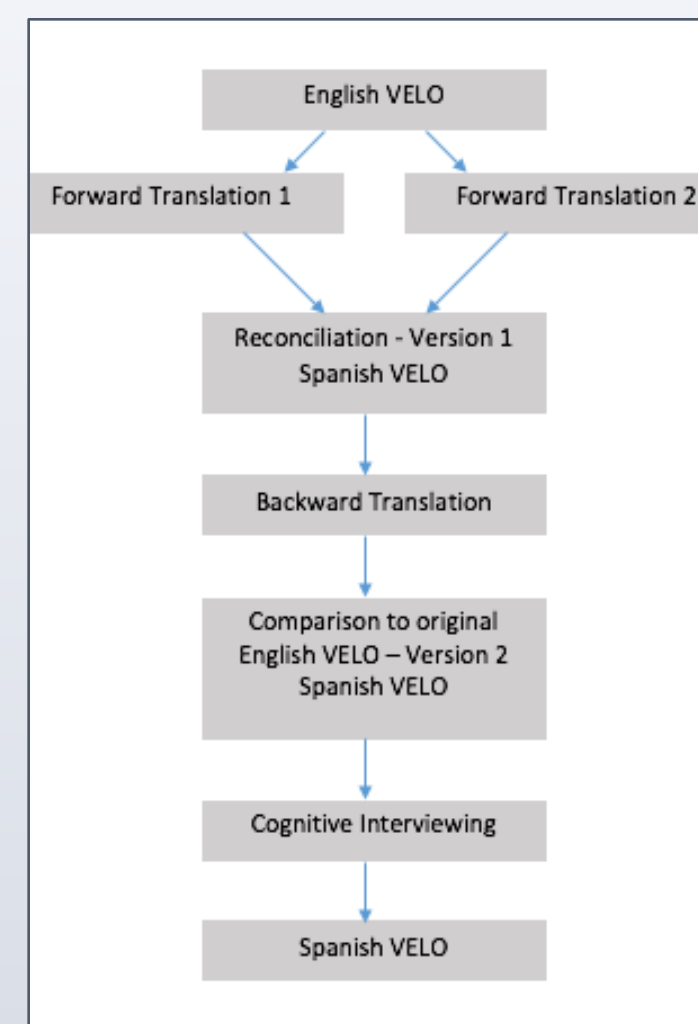 English VELO
Forward Translation 1
Forward Translation 2
Reconciliation - Version 1
Spanish VELO
Backward Translation
Comparison to original
English VELO – Version 2
Spanish VELO
Cognitive Interviewing
Spanish VELO